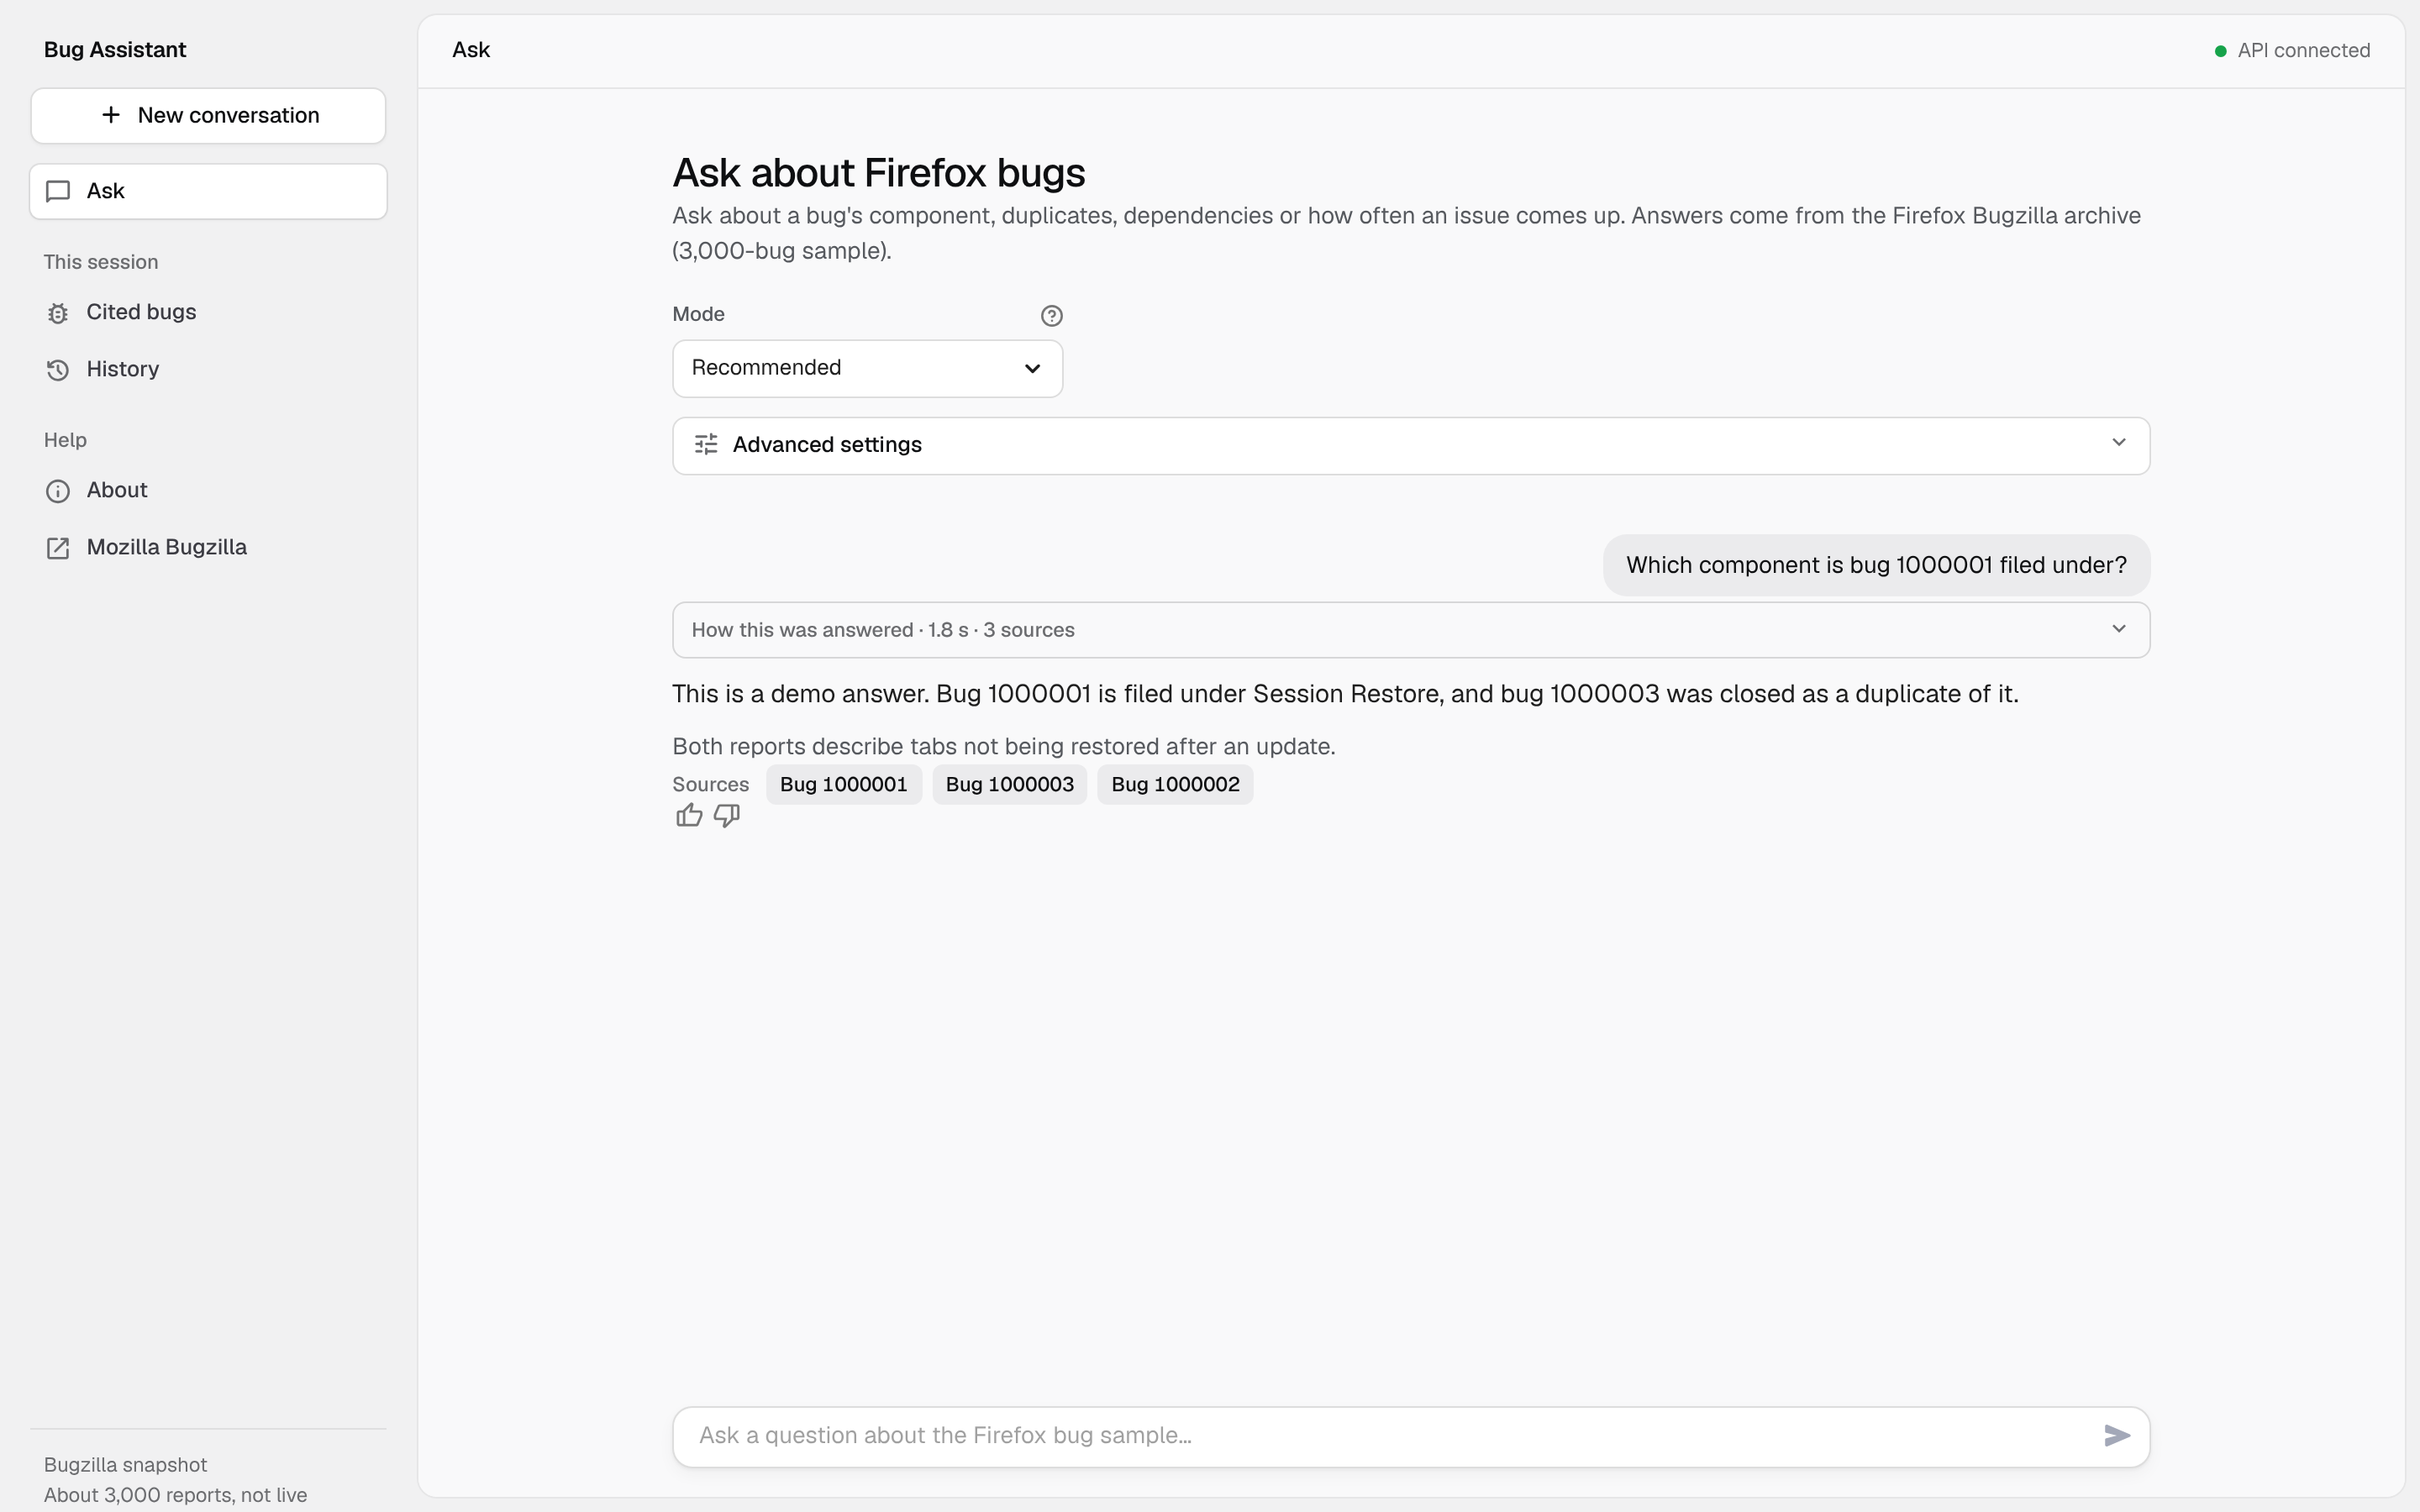 Bug Assistant
New conversation
Ask
This session
Cited bugs
History
Help
About
Mozilla Bugzilla
Bugzilla snapshot
About 3,000 reports, not live
Ask
API connected
Ask about Firefox bugs
Ask about a bug's component, duplicates, dependencies or how often an issue comes up. Answers come from the Firefox Bugzilla archive
(3,000-bug sample).
Mode
Recommended
Advanced settings
Which component is bug 1000001 filed under?
How this was answered · 1.8 s · 3 sources
This is a demo answer. Bug 1000001 is filed under Session Restore, and bug 1000003 was closed as a duplicate of it.
Both reports describe tabs not being restored after an update.
Sources Bug 1000001 Bug 1000003 Bug 1000002
Ask a question about the Firefox bug sample...